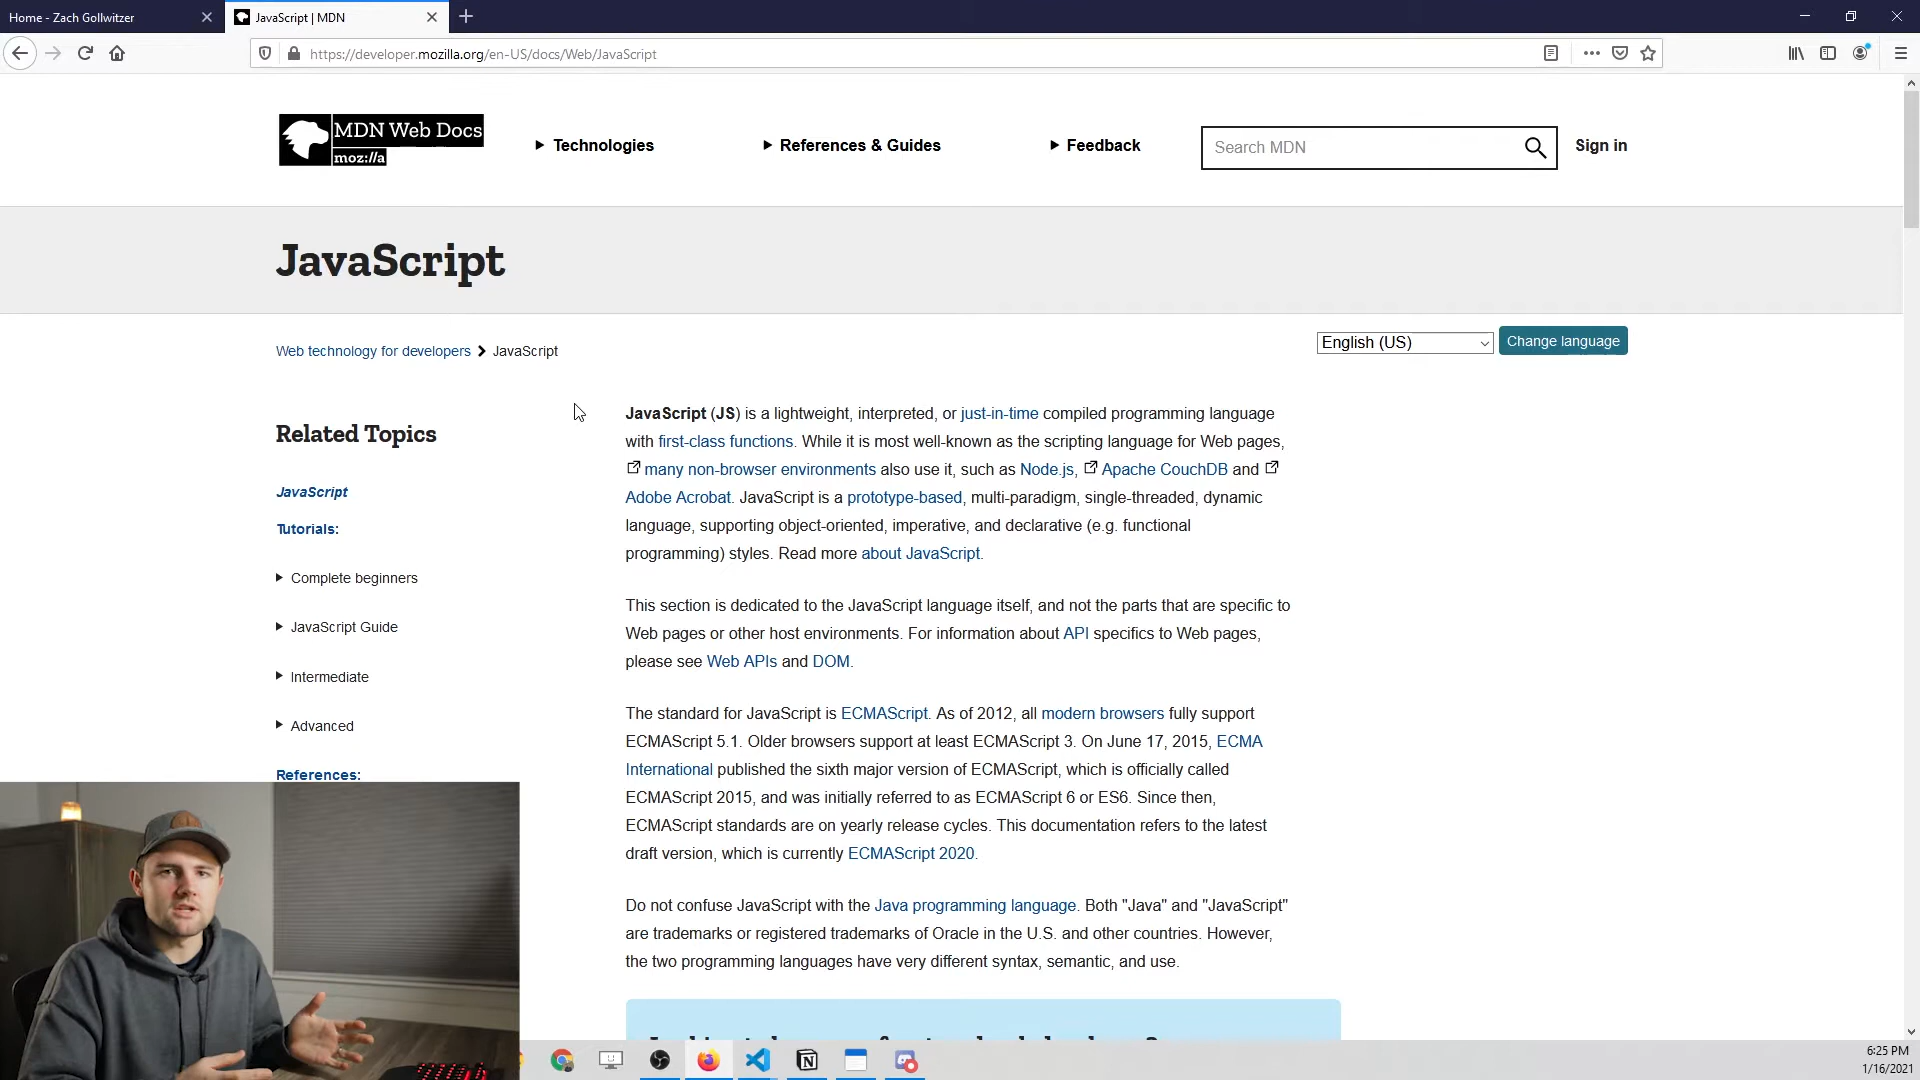 Home - Zach Gollwitzer
JavaScript | MDN
https://developer.mozilla.org/en-US/docs/Web/JavaScript
MDN Web Docs
moz://a
Technologies
References & Guides
Feedback
Search MDN
Sign in
JavaScript
Web technology for developers
JavaScript
English (US)
Change language
Related Topics
JavaScript
Tutorials:
Complete beginners
JavaScript Guide
Intermediate
Advanced
References:
JavaScript (JS) is a lightweight, interpreted, or just-in-time compiled programming language
with first-class functions. While it is most well-known as the scripting language for Web pages,
many non-browser environments also use it, such as Node.js, Apache CouchDB and
Adobe Acrobat. JavaScript is a prototype-based, multi-paradigm, single-threaded, dynamic
language, supporting object-oriented, imperative, and declarative (e.g. functional
programming) styles. Read more about JavaScript.
This section is dedicated to the JavaScript language itself, and not the parts that are specific to
Web pages or other host environments. For information about API specifics to Web pages,
please see Web APIs and DOM.
The standard for JavaScript is ECMAScript. As of 2012, all modern browsers fully support
ECMAScript 5.1. Older browsers support at least ECMAScript 3. On June 17, 2015, ECMA
International published the sixth major version of ECMAScript, which is officially called
ECMAScript 2015, and was initially referred to as ECMAScript 6 or ES6. Since then,
ECMAScript standards are on yearly release cycles. This documentation refers to the latest
draft version, which is currently ECMAScript 2020.
Do not confuse JavaScript with the Java programming language. Both "Java" and "JavaScript"
are trademarks or registered trademarks of Oracle in the U.S. and other countries. However,
the two programming languages have very different syntax, semantic, and use.
6:25 PM
1/16/2021